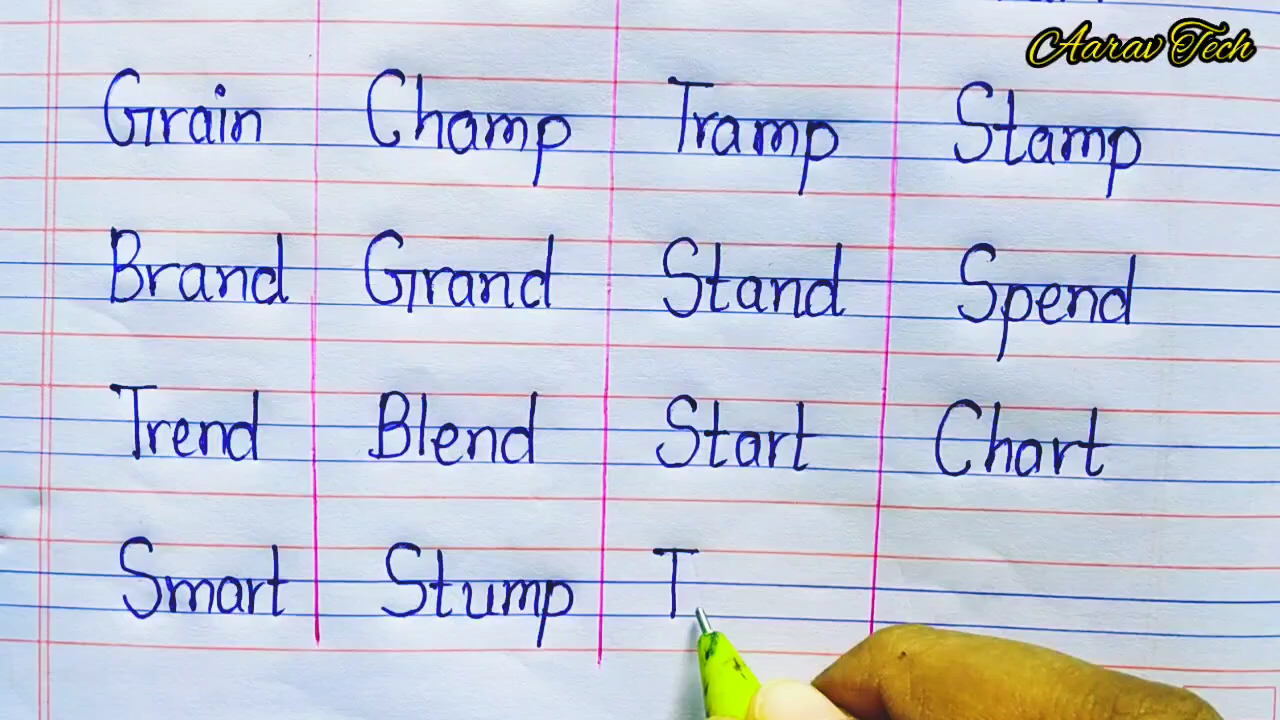 Aarav Tech
Grain Champ Tramp Stamp
Brand Grand Stand Spend
Trend Blend Start Chart
Smart Stump T